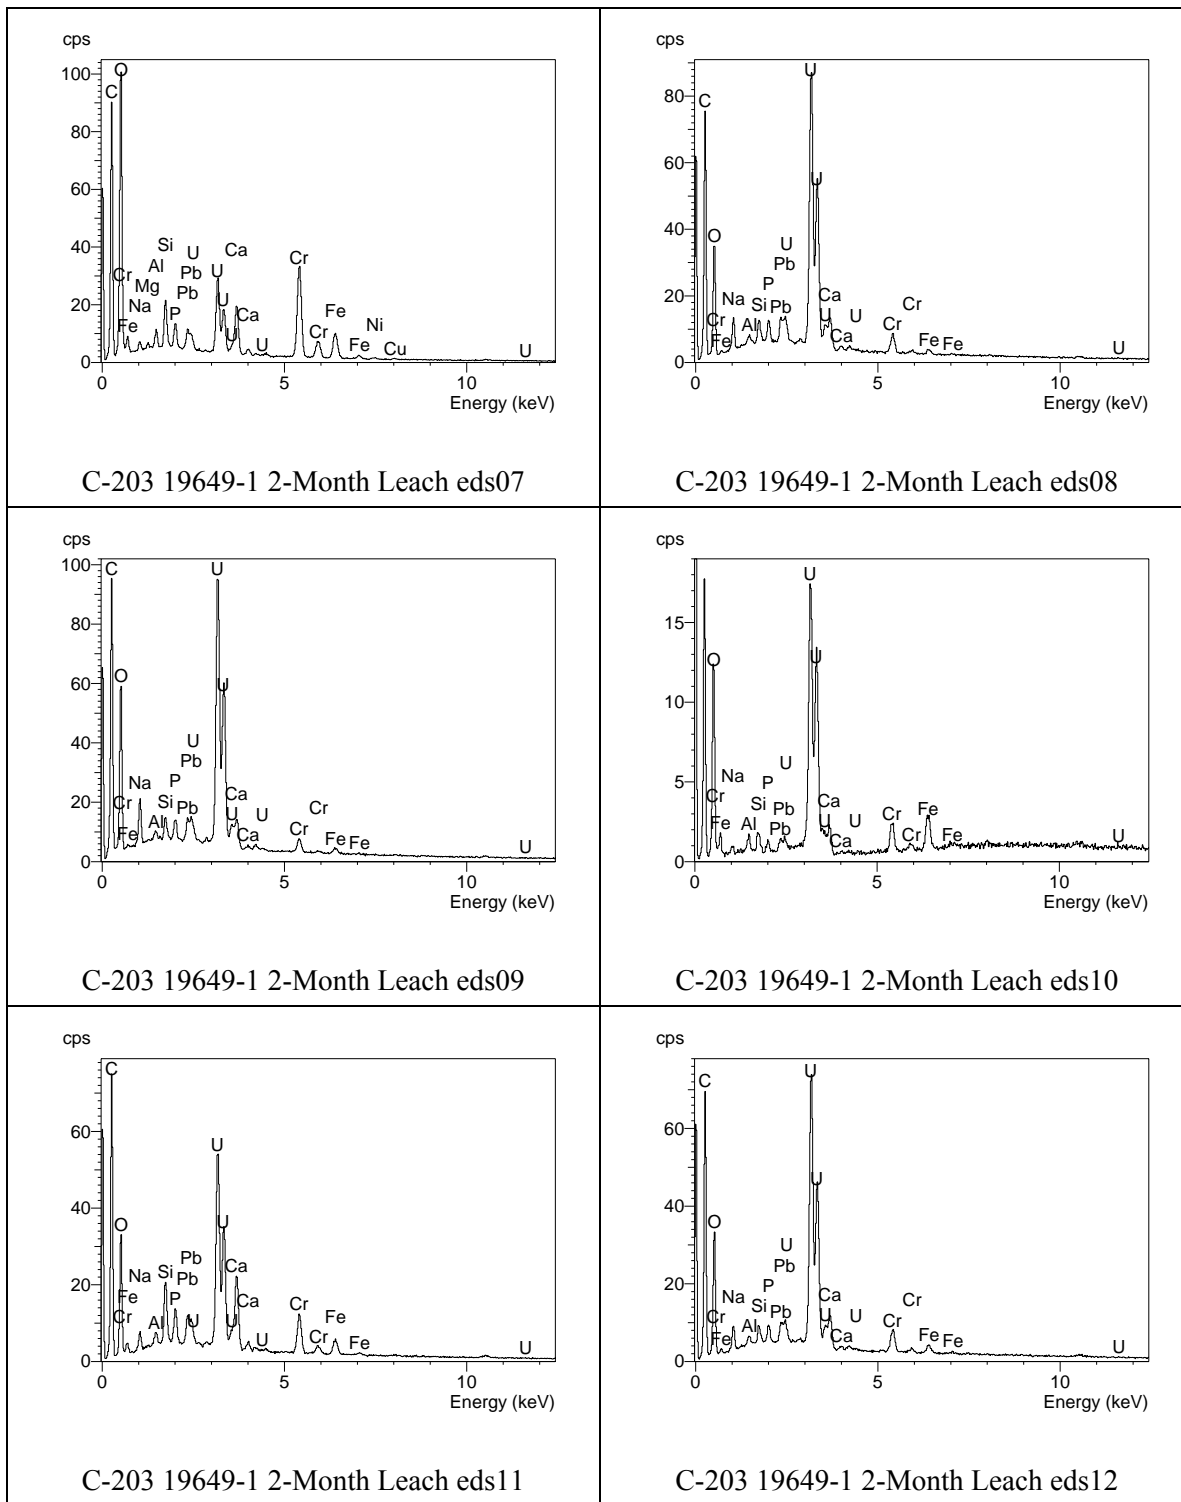 cps
100
80
60
40
20
0
C
O
Cr
Fe
Na
Mg
Al
Si
P
Pb
Pb
U
U
U
U
Ca
Ca
U
Cr
Cr
Fe
Fe
Ni
Cu
U
0 5 10
Energy (keV)
C-203 19649-1 2-Month Leach eds07
cps
80
60
40
20
0
C
O
Cr
Fe
Na
Al
Si
P
Pb
Pb
U
U
U
Ca
U
Ca
U
Cr
Cr
Fe
Fe
U
0 5 10
Energy (keV)
C-203 19649-1 2-Month Leach eds08
cps
100
80
60
40
20
0
C
O
Cr
Fe
Na
Al
Si
P
Pb
Pb
U
U
U
Ca
U
Ca
U
Cr
Cr
Fe
Fe
U
0 5 10
Energy (keV)
C-203 19649-1 2-Month Leach eds09
cps
15
10
5
0
O
Cr
Fe
Na
Al
Si
P
Pb
Pb
U
U
U
Ca
U
Ca
U
Cr
Cr
Fe
Fe
U
0 5 10
Energy (keV)
C-203 19649-1 2-Month Leach eds10
cps
60
40
20
0
C
O
Fe
Cr
Na
Al
Si
P
Pb
Pb
U
U
U
Ca
U
Ca
U
Cr
Cr
Fe
Fe
U
0 5 10
Energy (keV)
C-203 19649-1 2-Month Leach eds11
cps
60
40
20
0
C
O
Cr
Fe
Na
Al
Si
P
Pb
Pb
U
U
U
Ca
U
Ca
U
Cr
Cr
Fe
Fe
U
0 5 10
Energy (keV)
C-203 19649-1 2-Month Leach eds12